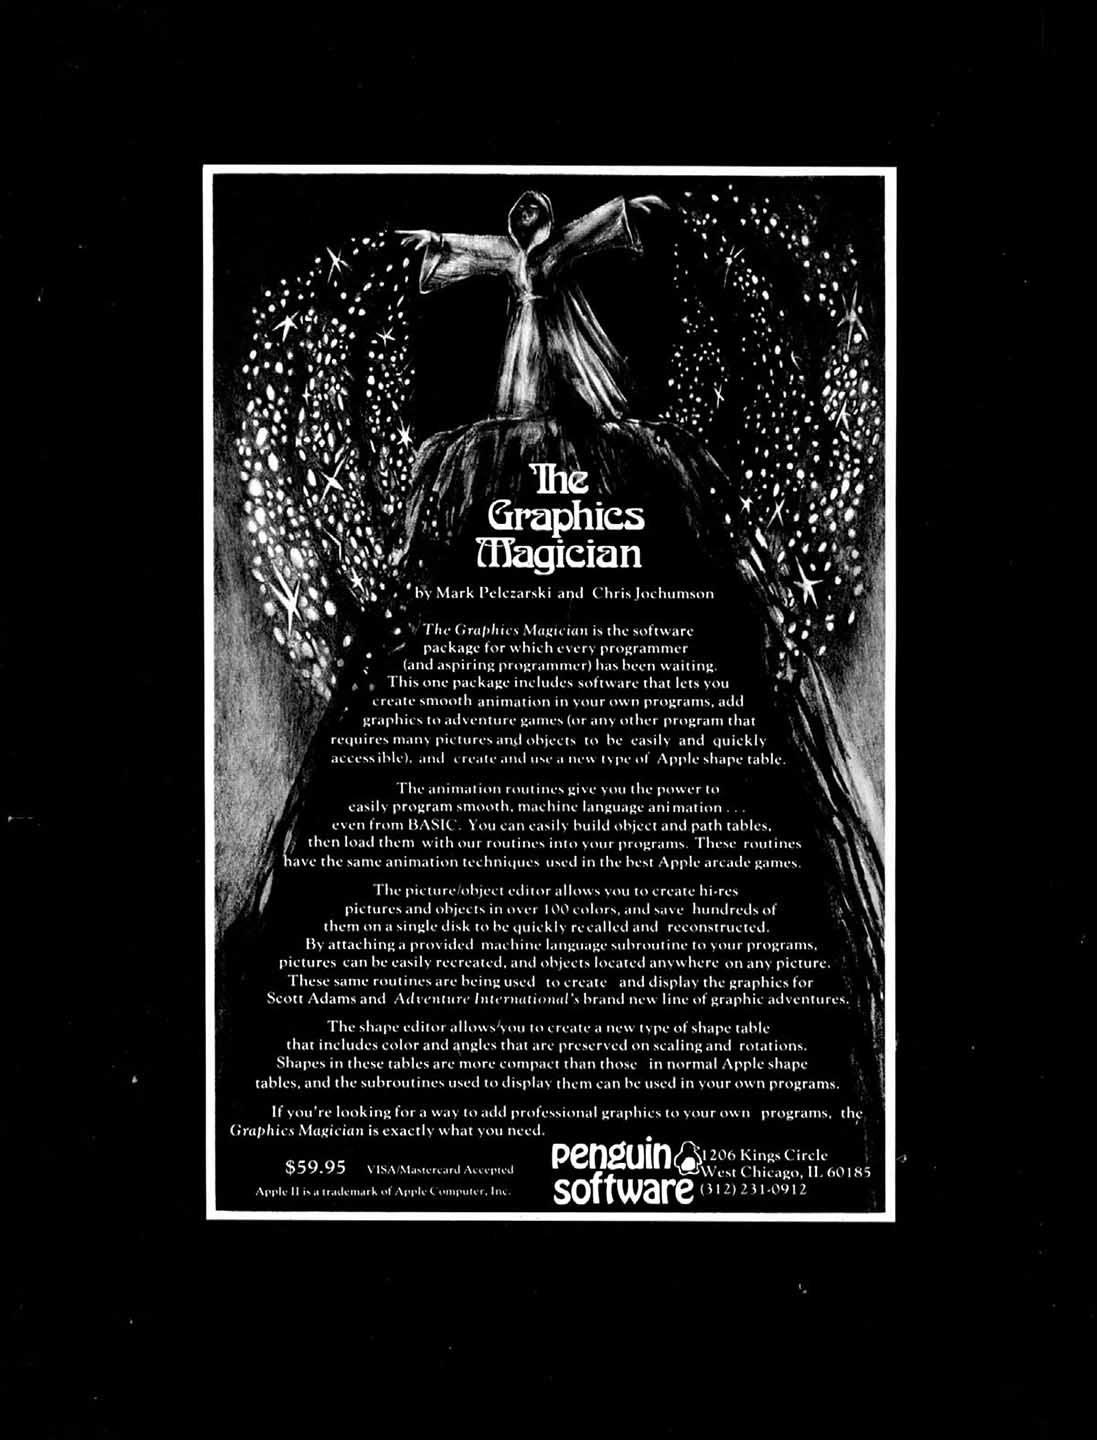 The
Graphics
Magician
by Mark Pelczarski and Chris Jochumson
The Graphics Magician is the software
package for which every programmer
(and aspiring programmer) has been waiting.
This one package includes software that lets you
create smooth animation in your own programs, add
graphics to adventure games (or any other program that
requires many pictures and objects to be easily and quickly
accessible), and create and use a new type of Apple shape table.
The animation routines give you the power to
easily program smooth, machine language animation . . .
even from BASIC. You can easily build object and path tables,
then load them with our routines into your programs. These routines
have the same animation techniques used in the best Apple arcade games.
The picture/object editor allows you to create hi-res
pictures and objects in over 100 colors, and save hundreds of
them on a single disk to be quickly recalled and reconstructed.
By attaching a provided machine language subroutine to your programs,
pictures can be easily recreated, and objects located anywhere on any picture.
These same routines are being used to create and display the graphics for
Scott Adams and Adventure International's brand new line of graphic adventures.
The shape editor allows you to create a new type of shape table
that includes color and angles that are preserved on scaling and rotations.
Shapes in these tables are more compact than those in normal Apple shape
tables, and the subroutines used to display them can be used in your own programs.
If you're looking for a way to add professional graphics to your own programs, the
Graphics Magician is exactly what you need.
$59.95 VISA/Mastercard Accepted
Apple II is a trademark of Apple Computer, Inc.
penguin
software
1206 Kings Circle
West Chicago, IL 60185
(312) 231-0912